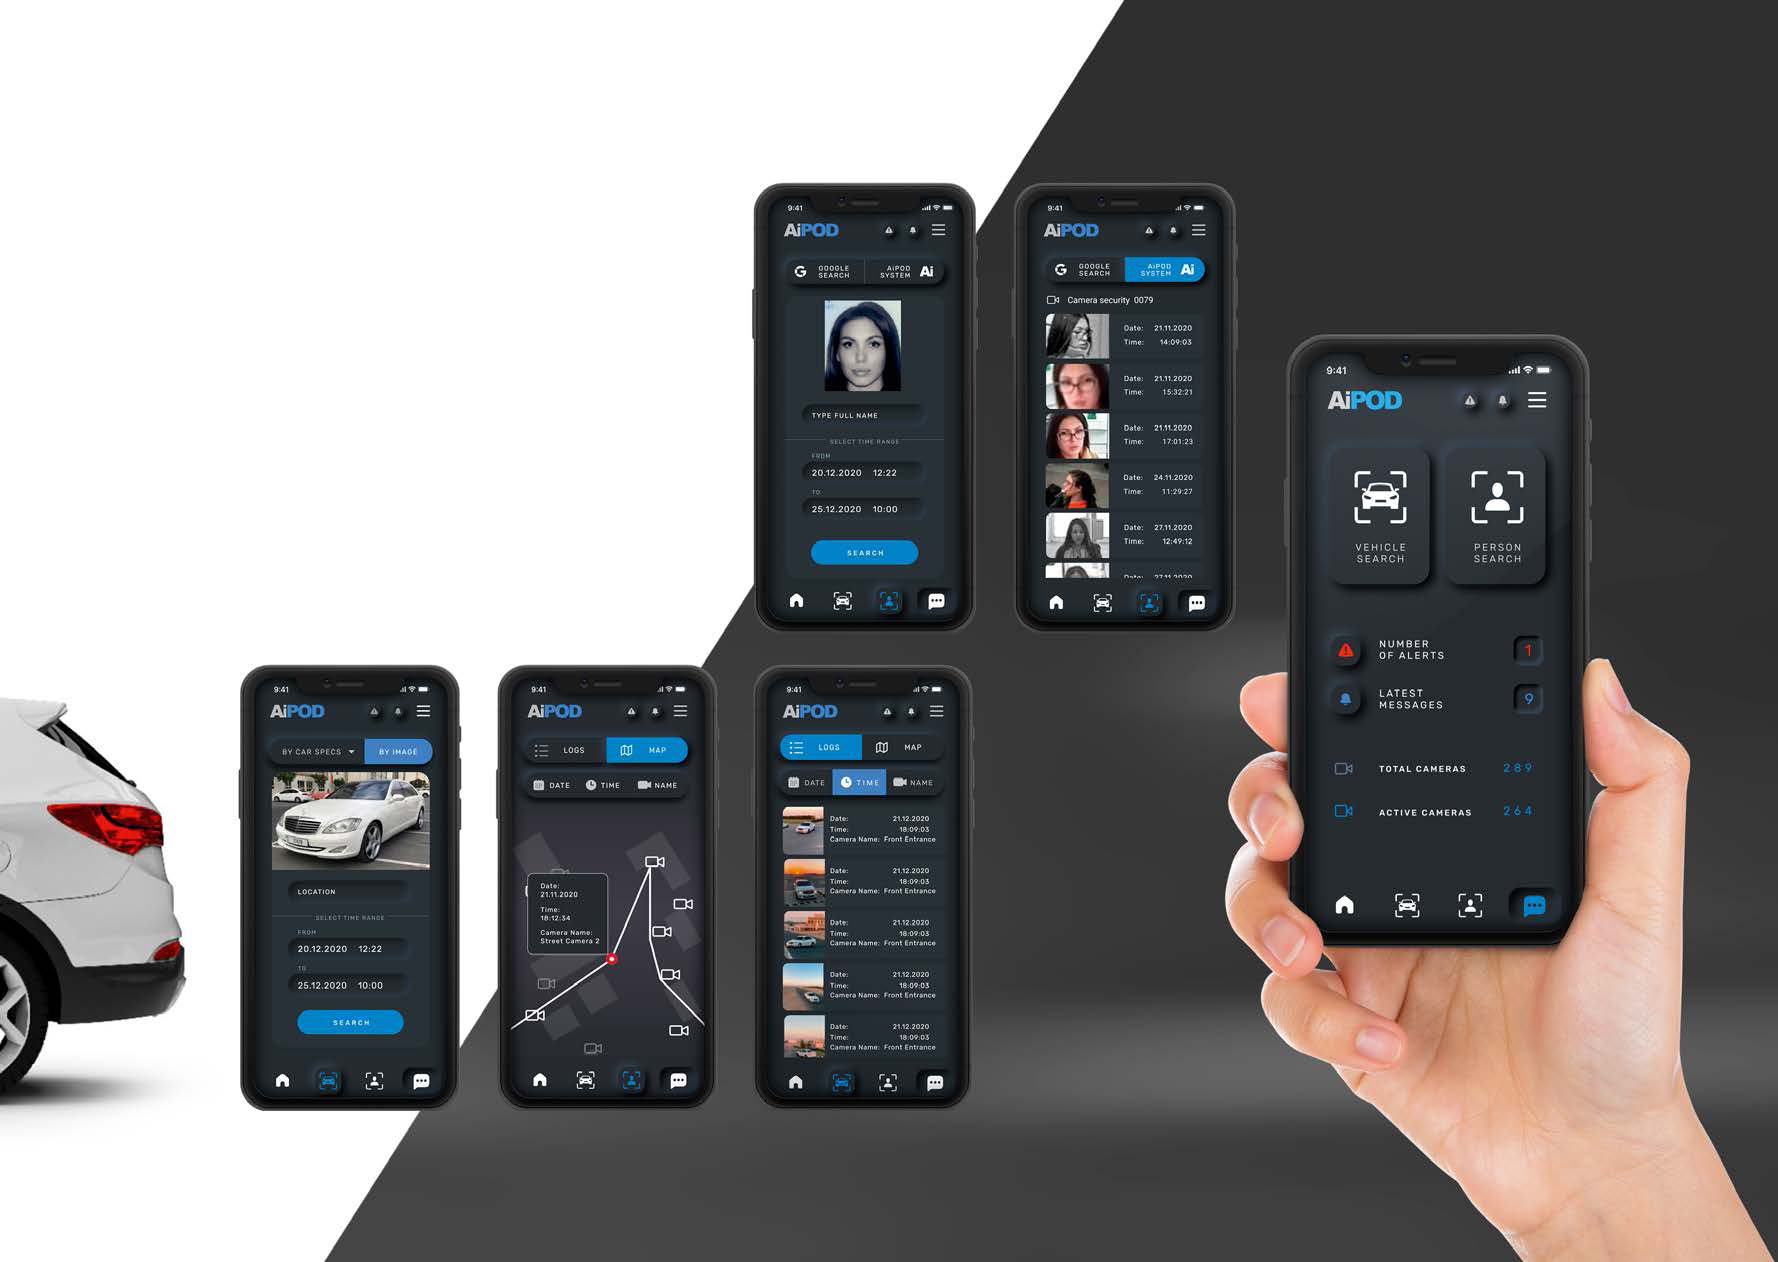 9:41
AiPOD
GOOGLE
SEARCH
AiPOD
SYSTEM
Ai
TYPE FULL NAME
SELECT TIME RANGE
FROM
20.12.2020 12:22
TO
25.12.2020 10:00
SEARCH
9:41
AiPOD
GOOGLE
SEARCH
AiPOD
SYSTEM
Ai
Camera security 0079
Date: 21.11.2020
Time: 14:09:03
Date: 21.11.2020
Time: 15:32:21
Date: 21.11.2020
Time: 17:01:23
Date: 24.11.2020
Time: 11:29:27
Date: 27.11.2020
Time: 12:49:12
Date: 27.11.2020
9:41
AiPOD
VEHICLE
SEARCH
PERSON
SEARCH
NUMBER
OF ALERTS
1
LATEST
MESSAGES
9
TOTAL CAMERAS 289
ACTIVE CAMERAS 264
9:41
AiPOD
BY CAR SPECS
BY IMAGE
LOCATION
SELECT TIME RANGE
FROM
20.12.2020 12:22
TO
25.12.2020 10:00
SEARCH
9:41
AiPOD
LOGS MAP
DATE TIME NAME
Date:
21.11.2020
Time:
18:12:34
Camera Name:
Street Camera 2
9:41
AiPOD
LOGS MAP
DATE TIME NAME
Date: 21.12.2020
Time: 18:09:03
Camera Name: Front Entrance
Date: 21.12.2020
Time: 18:09:03
Camera Name: Front Entrance
Date: 21.12.2020
Time: 18:09:03
Camera Name: Front Entrance
Date: 21.12.2020
Time: 18:09:03
Camera Name: Front Entrance
Date: 21.12.2020
Time: 18:09:03
Camera Name: Front Entrance